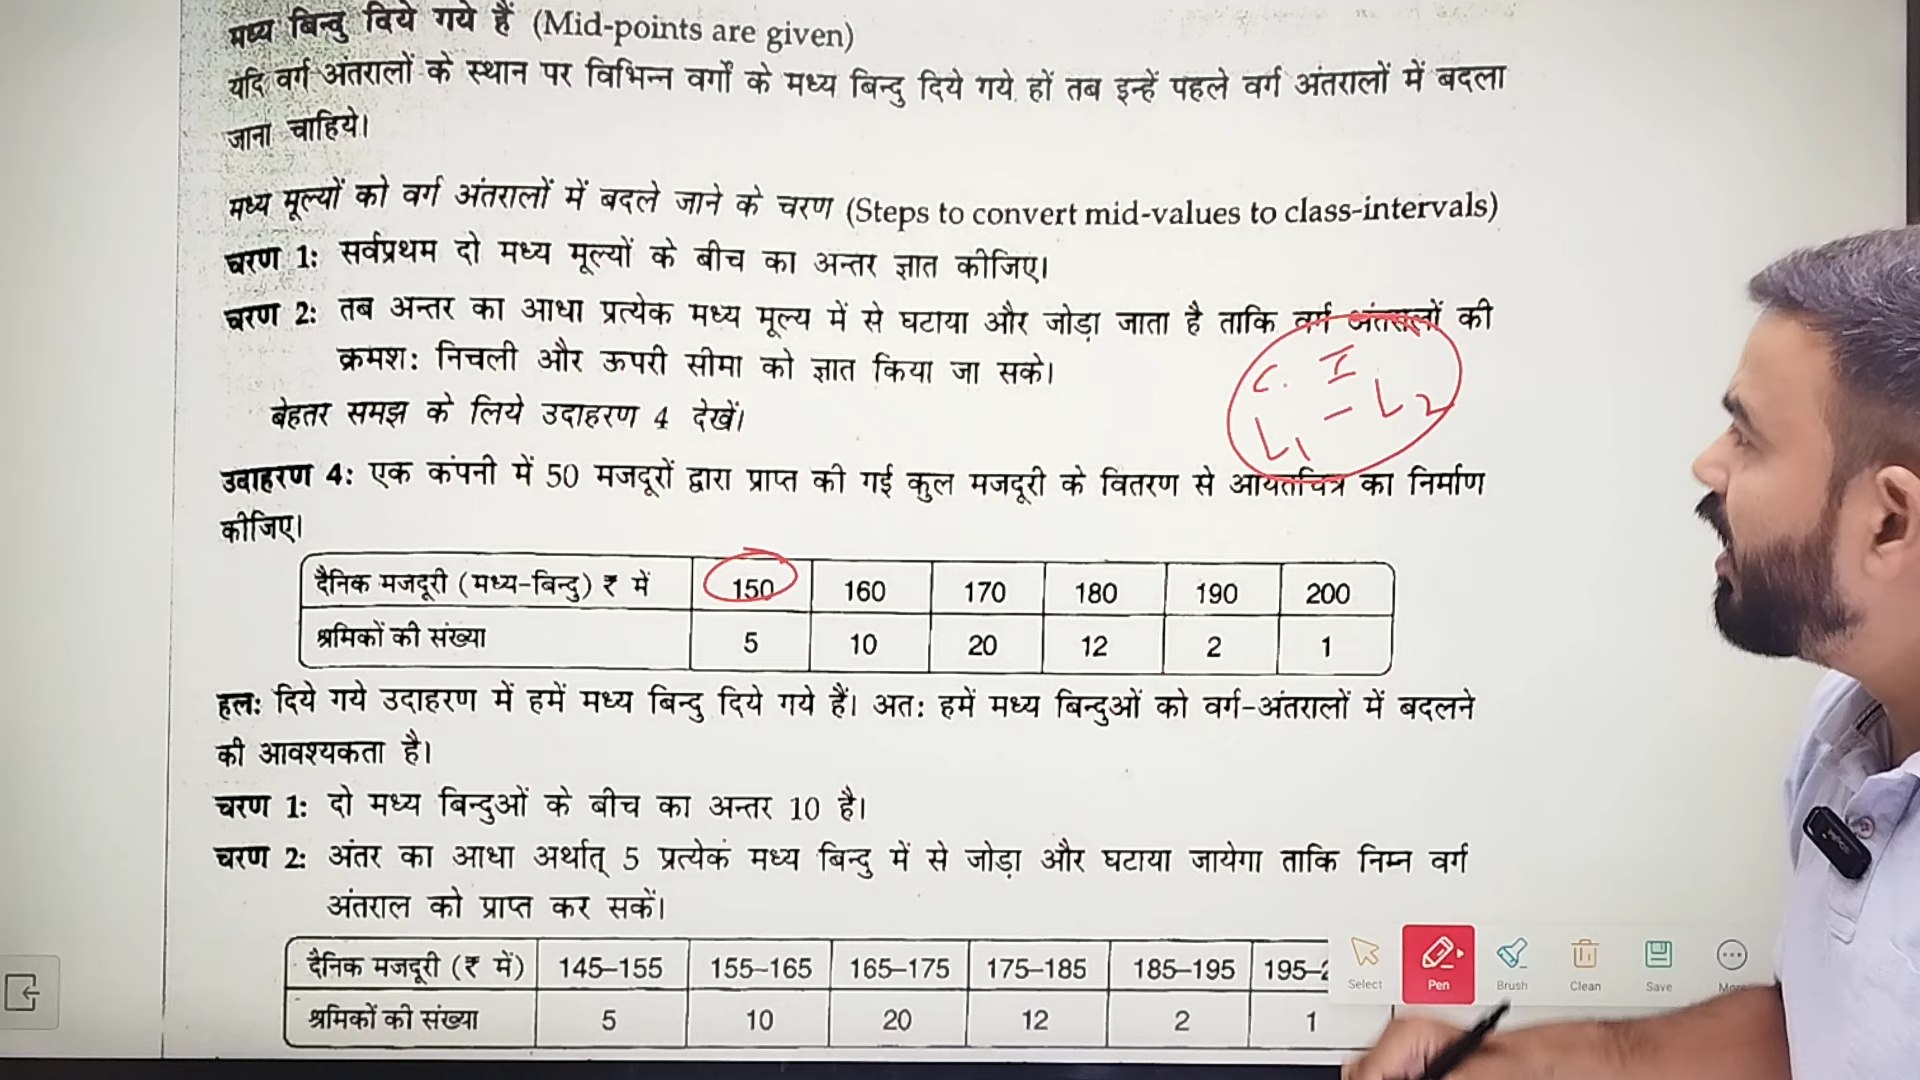 मध्य बिन्दु दिये गये हैं (Mid-points are given)
यदि वर्ग अंतरालों के स्थान पर विभिन्न वर्गों के मध्य बिन्दु दिये गये हों तब इन्हें पहले वर्ग अंतरालों में बदला
जाना चाहिये।
मध्य मूल्यों को वर्ग अंतरालों में बदले जाने के चरण (Steps to convert mid-values to class-intervals)
चरण 1: सर्वप्रथम दो मध्य मूल्यों के बीच का अन्तर ज्ञात कीजिए।
चरण 2: तब अन्तर का आधा प्रत्येक मध्य मूल्य में से घटाया और जोड़ा जाता है ताकि वर्ग अंतरालों की
क्रमश: निचली और ऊपरी सीमा को ज्ञात किया जा सके।
C. I
बेहतर समझ के लिये उदाहरण 4 देखें।
L₁ – L₂
उदाहरण 4: एक कंपनी में 50 मजदूरों द्वारा प्राप्त की गई कुल मजदूरी के वितरण से आयतचित्र का निर्माण
कीजिए।
दैनिक मजदूरी (मध्य-बिन्दु) ₹ में 150 160 170 180 190 200
श्रमिकों की संख्या 5 10 20 12 2 1
हल: दिये गये उदाहरण में हमें मध्य बिन्दु दिये गये हैं। अत: हमें मध्य बिन्दुओं को वर्ग-अंतरालों में बदलने
की आवश्यकता है।
चरण 1: दो मध्य बिन्दुओं के बीच का अन्तर 10 है।
चरण 2: अंतर का आधा अर्थात् 5 प्रत्येक मध्य बिन्दु में से जोड़ा और घटाया जायेगा ताकि निम्न वर्ग
अंतराल को प्राप्त कर सकें।
दैनिक मजदूरी (₹ में) 145–155 155–165 165–175 175–185 185–195 195–2
श्रमिकों की संख्या 5 10 20 12 2 1
Select Pen Brush Clean Save